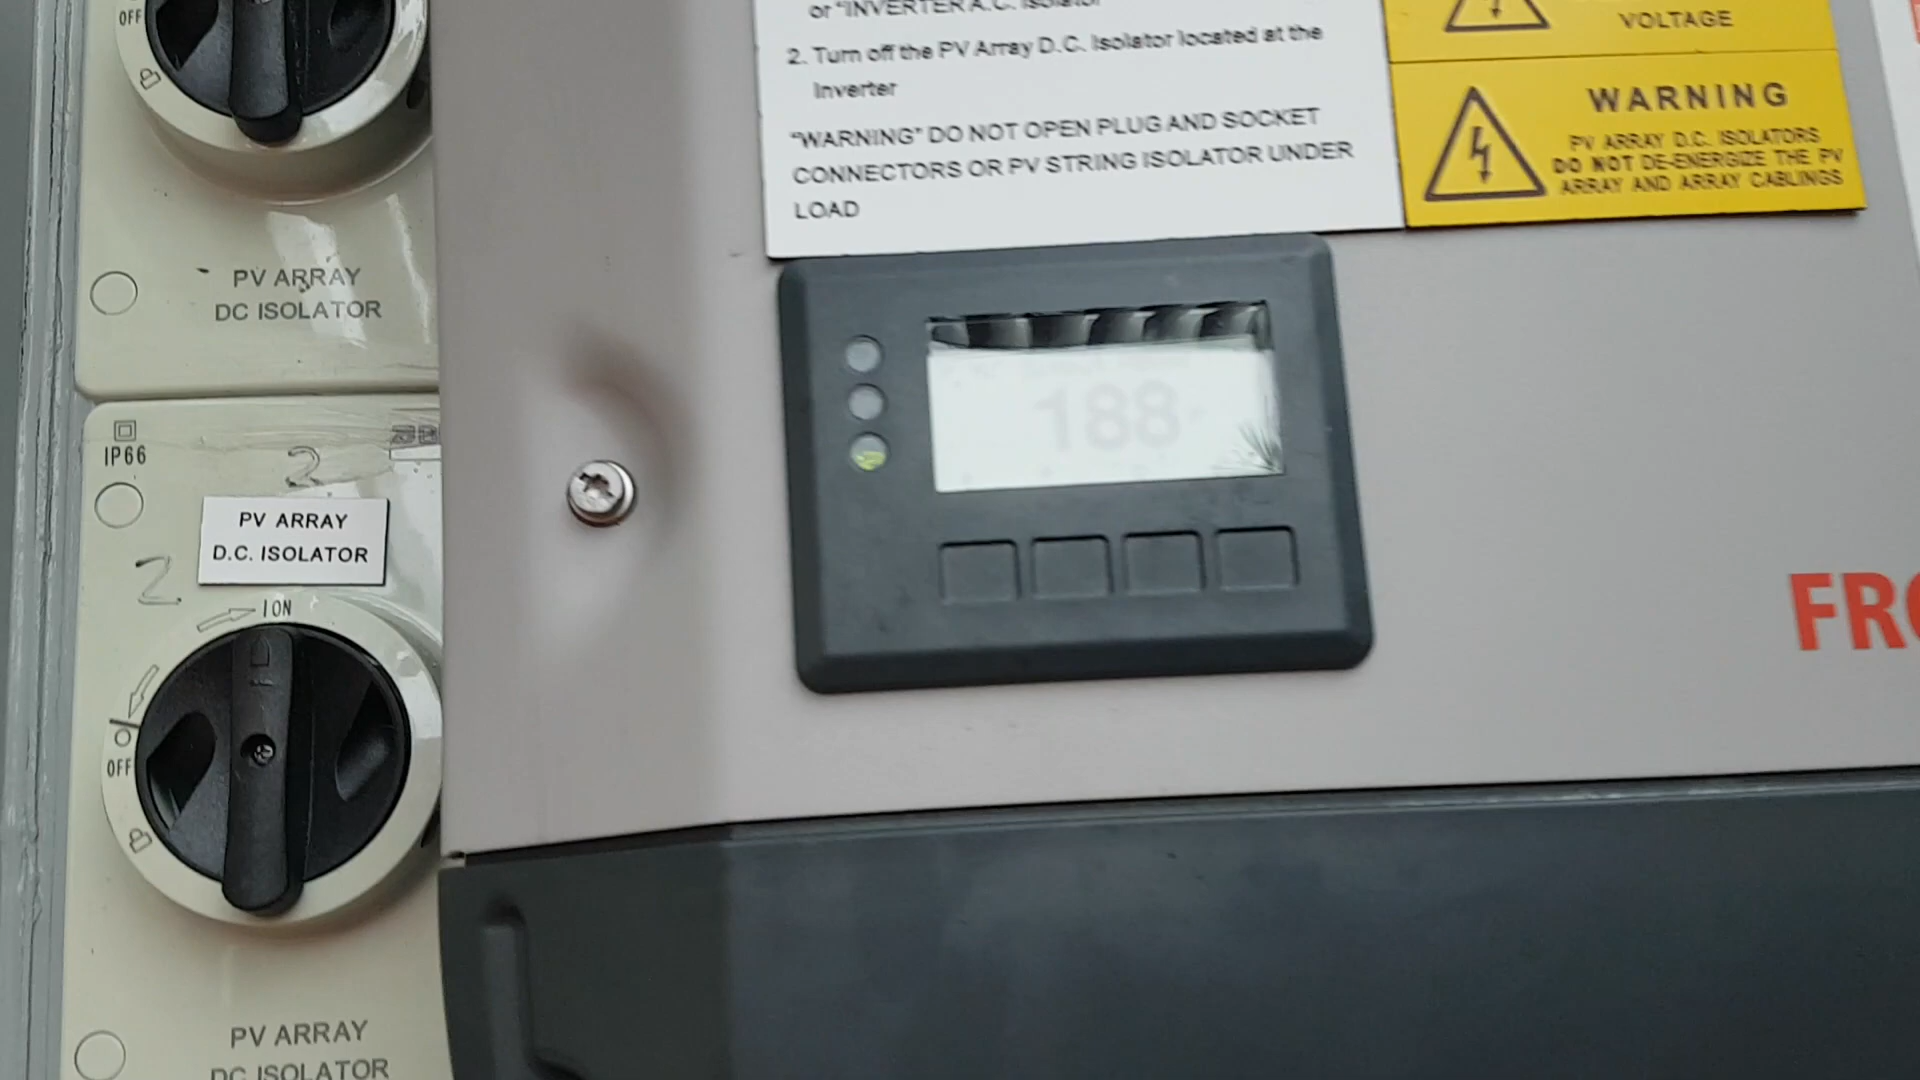 OFF
or "INVERTER A.C. Isolator
2. Turn off the PV Array D.C. Isolator located at the
Inverter
"WARNING" DO NOT OPEN PLUG AND SOCKET
CONNECTORS OR PV STRING ISOLATOR UNDER
LOAD
VOLTAGE
WARNING
PV ARRAY D.C. ISOLATORS
DO NOT DE-ENERGIZE THE PV
ARRAY AND ARRAY CABLINGS
PV ARRAY
DC ISOLATOR
188
IP66
2
PV ARRAY
D.C. ISOLATOR
2
I ON
O
OFF
FRO
PV ARRAY
DC ISOLATOR